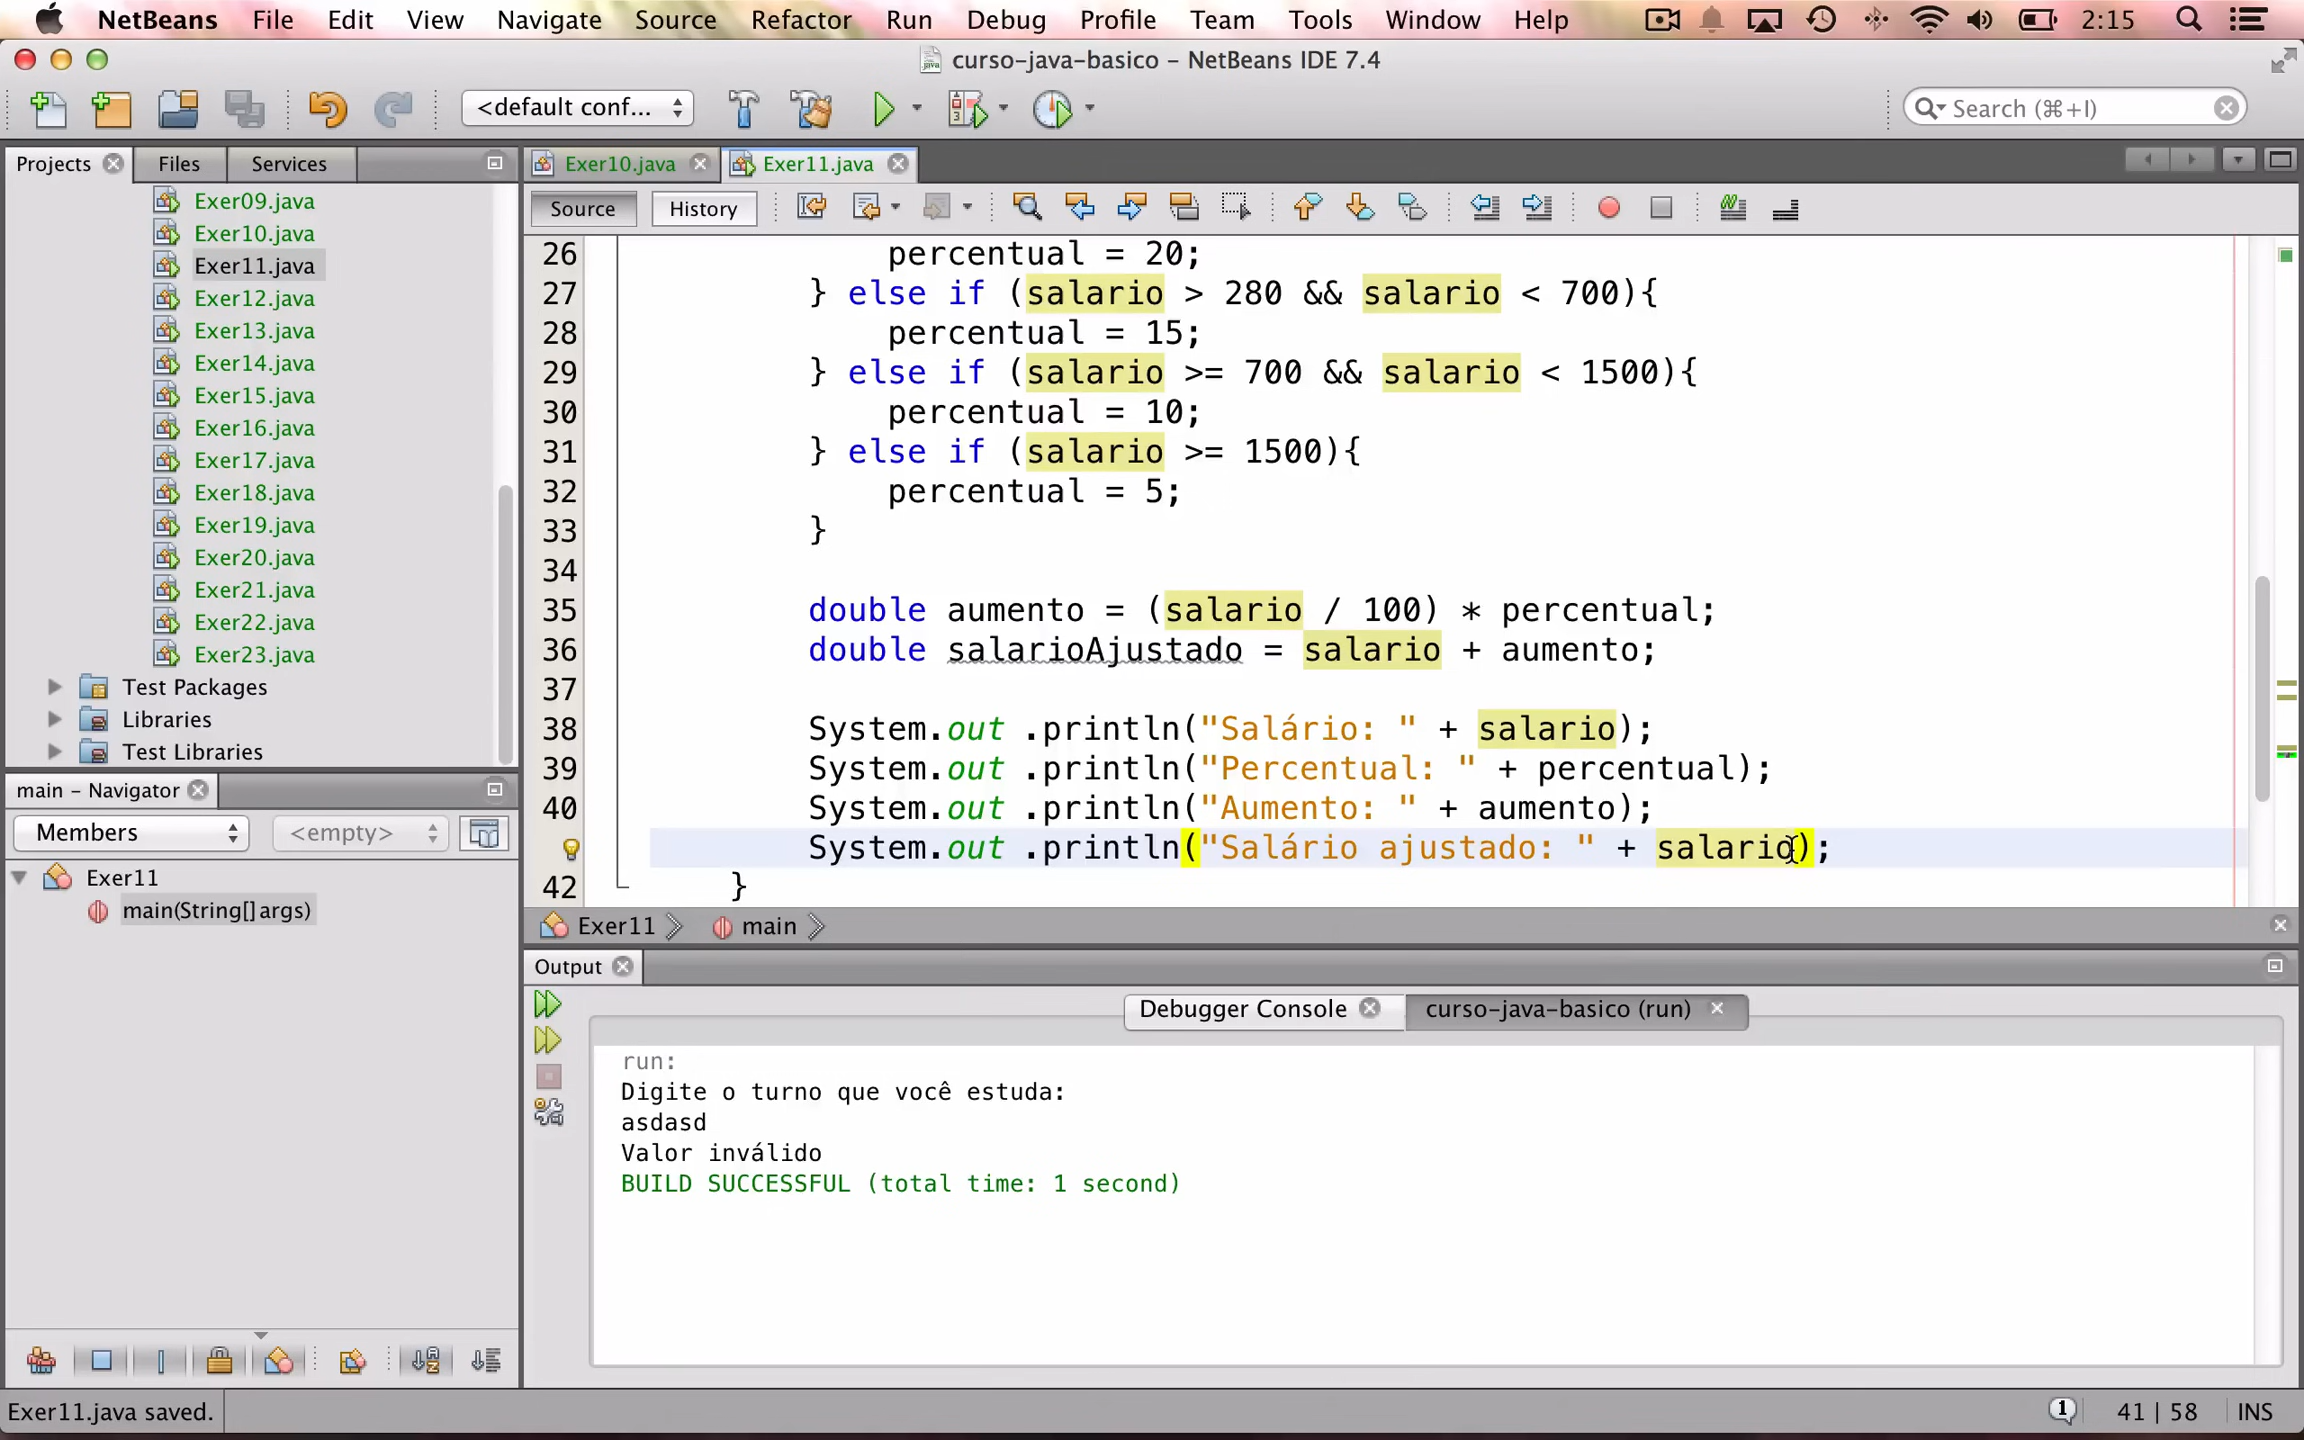 NetBeans File Edit View Navigate Source Refactor Run Debug Profile Team Tools Window Help 2:15
curso-java-basico – NetBeans IDE 7.4
<default conf... Search (⌘+I)
Projects Files Services
Exer09.java
Exer10.java
Exer11.java
Exer12.java
Exer13.java
Exer14.java
Exer15.java
Exer16.java
Exer17.java
Exer18.java
Exer19.java
Exer20.java
Exer21.java
Exer22.java
Exer23.java
Test Packages
Libraries
Test Libraries
main – Navigator
Members <empty>
Exer11
main(String[] args)
Exer10.java Exer11.java
Source History
26 percentual = 20;
27 } else if (salario > 280 && salario < 700){
28 percentual = 15;
29 } else if (salario >= 700 && salario < 1500){
30 percentual = 10;
31 } else if (salario >= 1500){
32 percentual = 5;
33 }
34
35 double aumento = (salario / 100) * percentual;
36 double salarioAjustado = salario + aumento;
37
38 System.out .println("Salário: " + salario);
39 System.out .println("Percentual: " + percentual);
40 System.out .println("Aumento: " + aumento);
System.out .println("Salário ajustado: " + salario);
42 }
Exer11 main
Output
Debugger Console curso-java-basico (run)
run:
Digite o turno que você estuda:
asdasd
Valor inválido
BUILD SUCCESSFUL (total time: 1 second)
Exer11.java saved. 1 41 | 58 INS